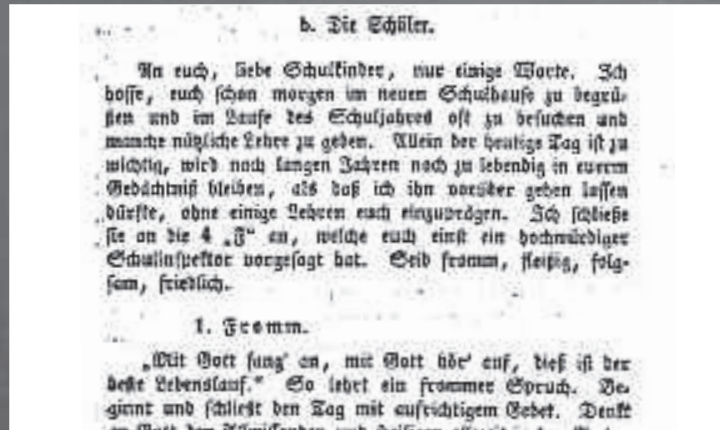 b. Die Schüler.
An euch, liebe Schulkinder, nur einige Worte. Ich
hoffe, euch schon morgen im neuen Schulhause zu begrü-
ßen und im Laufe des Schuljahres oft zu besuchen und
manche nützliche Lehre zu geben. Allein der heutige Tag ist zu
wichtig, wird nach langen Jahren noch zu lebendig in euerm
Gedächtniß bleiben, als daß ich ihn vorüber gehen lassen
dürfte, ohne einige Lehren euch einzuprägen. Ich schließe
sie an die 4 „F“ an, welche euch einst ein hochwürdiger
Schulinspektor vorgesagt hat. Seid fromm, fleißig, folg-
sam, friedlich.
1. Fromm.
„Mit Gott fang' an, mit Gott hör' auf, dieß ist der
beste Lebenslauf.“ So lehrt ein frommer Spruch. Be-
ginnt und schließt den Tag mit aufrichtigem Gebet. Denkt